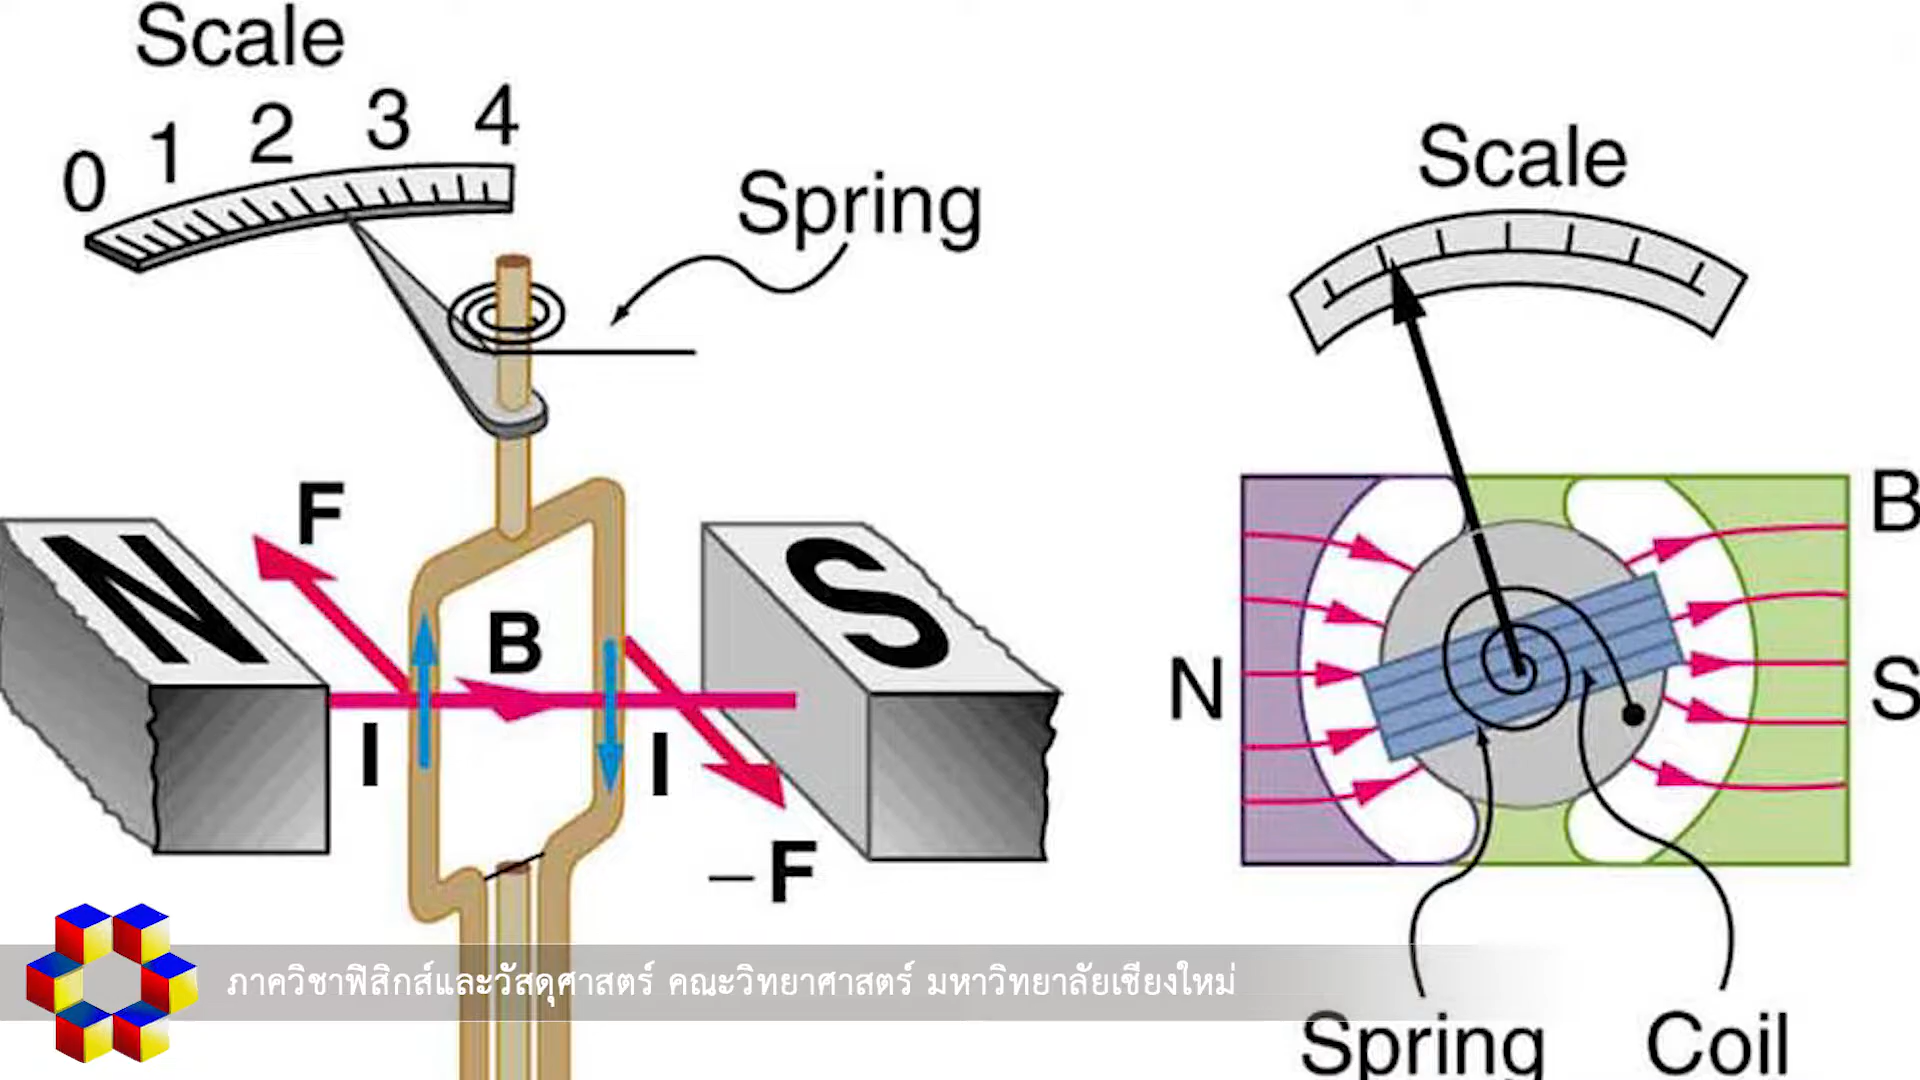 Scale
0 1 2 3 4
Spring
F
N
B
S
I
I
–F
Scale
B
N
S
Spring
Coil
ภาควิชาฟิสิกส์และวัสดุศาสตร์ คณะวิทยาศาสตร์ มหาวิทยาลัยเชียงใหม่